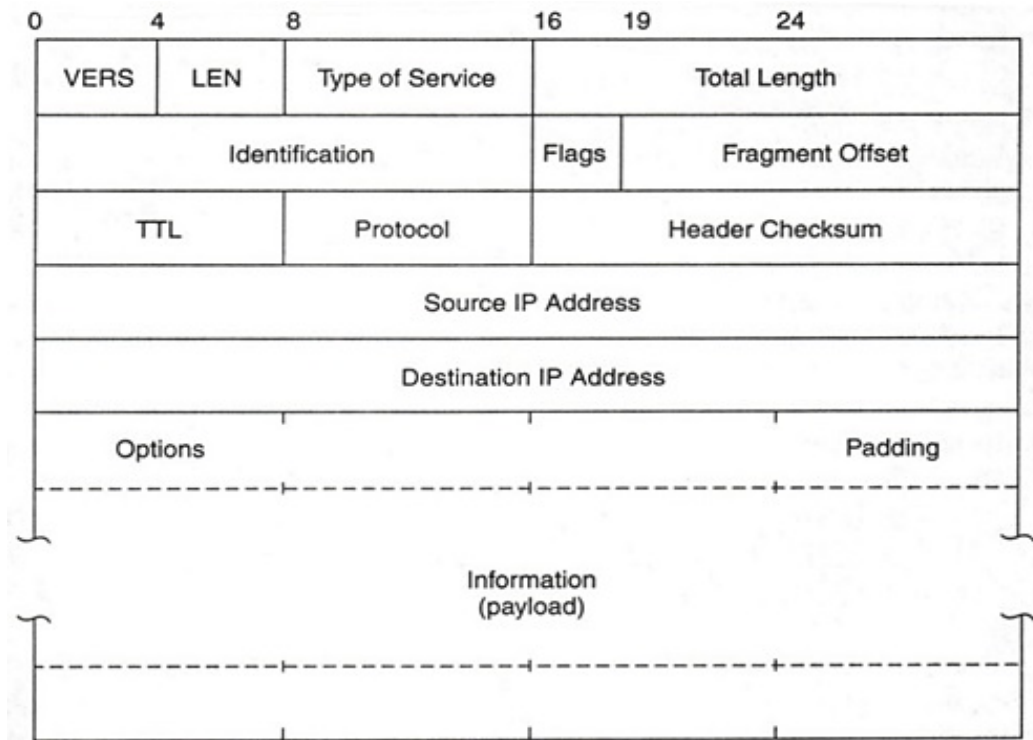 0 4 8 16 19 24
VERS LEN Type of Service Total Length
Identification Flags Fragment Offset
TTL Protocol Header Checksum
Source IP Address
Destination IP Address
Options Padding
Information
(payload)